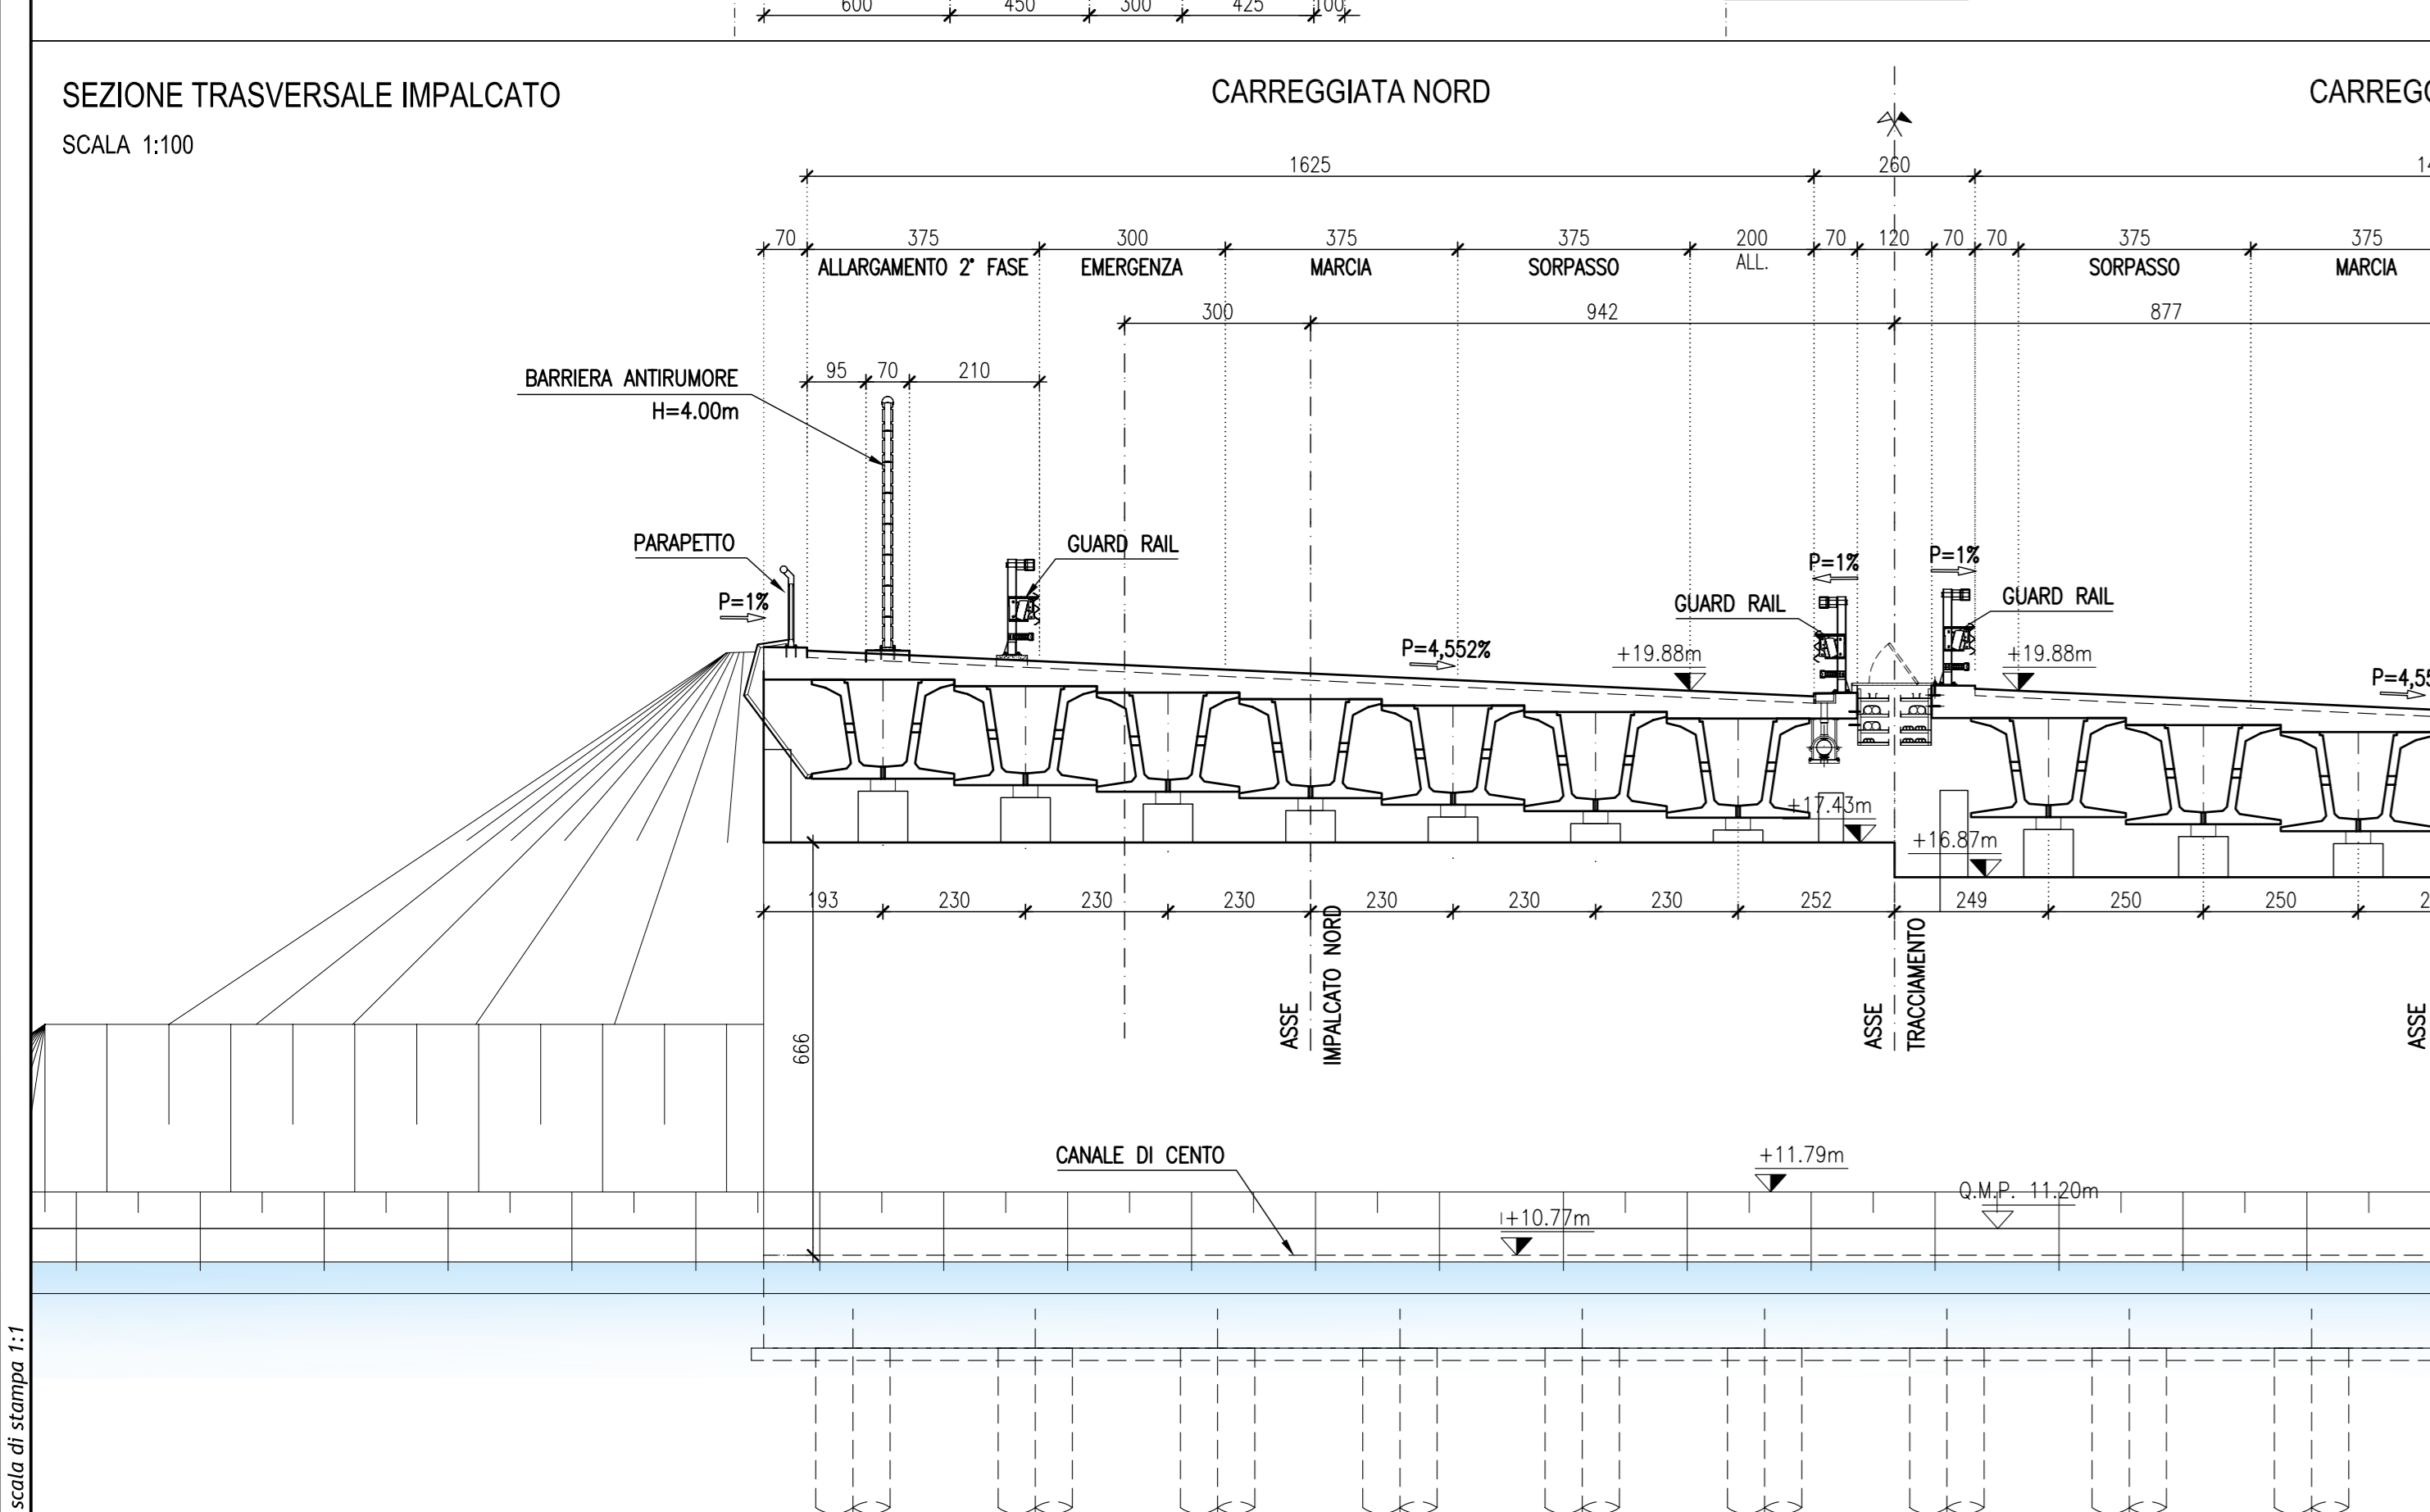 600 450 300 425 100
SEZIONE TRASVERSALE IMPALCATO
SCALA 1:100
CARREGGIATA NORD
1625 260
70 375 300 375 375 200 70 120 70 70 375 375
ALLARGAMENTO 2° FASE EMERGENZA MARCIA SORPASSO ALL. SORPASSO MARCIA
300 942 877
95 70 210
BARRIERA ANTIRUMORE
H=4.00m
PARAPETTO
GUARD RAIL
P=1%
P=1%
P=1%
GUARD RAIL
GUARD RAIL
P=4,552%
+19.88m
+19.88m
+17.43m
+16.87m
193 230 230 230 230 230 230 252 249 250 250
ASSE
IMPALCATO NORD
ASSE
TRACCIAMENTO
ASSE
666
CANALE DI CENTO
+11.79m
Q.M.P. 11.20m
+10.77m
scala di stampa 1:1